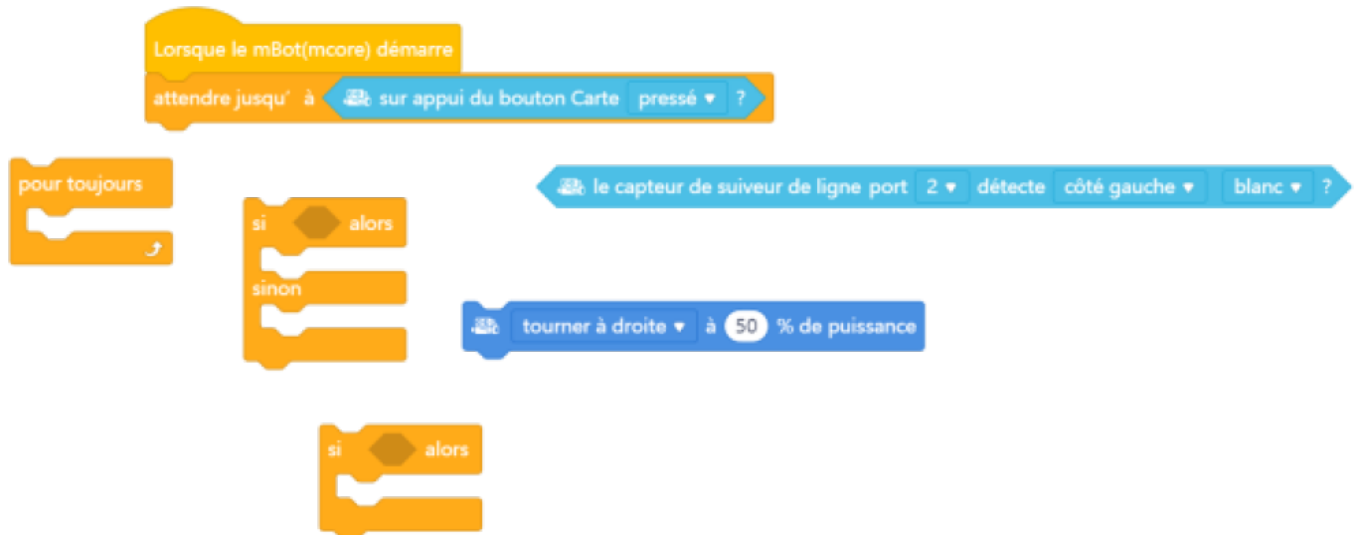 Lorsque le mBot(mcore) démarre
attendre jusqu' à sur appui du bouton Carte pressé ?
pour toujours
le capteur de suiveur de ligne port 2 détecte côté gauche blanc ?
si alors
sinon
tourner à droite à 50 % de puissance
si alors